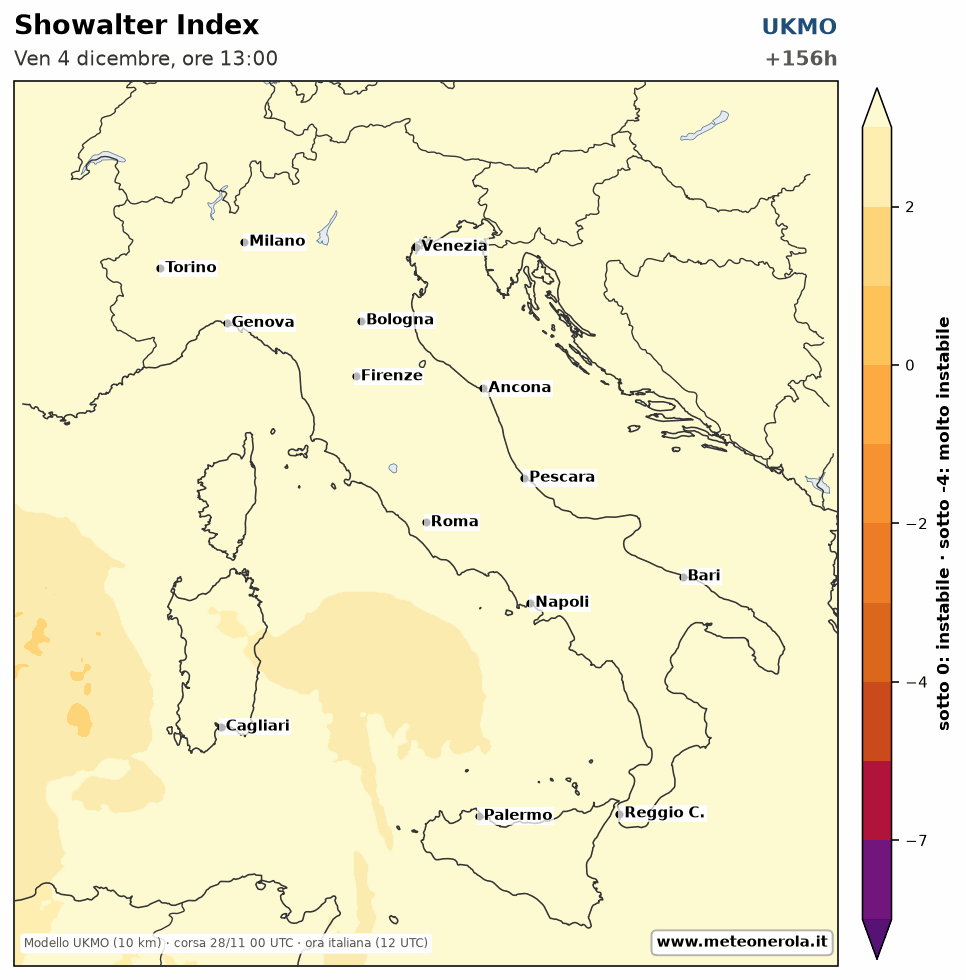 Showalter Index
UKMO
Ven 4 dicembre, ore 13:00
+156h
Milano
Venezia
Torino
Genova
Bologna
Firenze
Ancona
Pescara
Roma
Bari
Napoli
Cagliari
Palermo
Reggio C.
2
0
−2
−4
−7
sotto 0: instabile · sotto -4: molto instabile
Modello UKMO (10 km) · corsa 28/11 00 UTC · ora italiana (12 UTC)
www.meteonerola.it